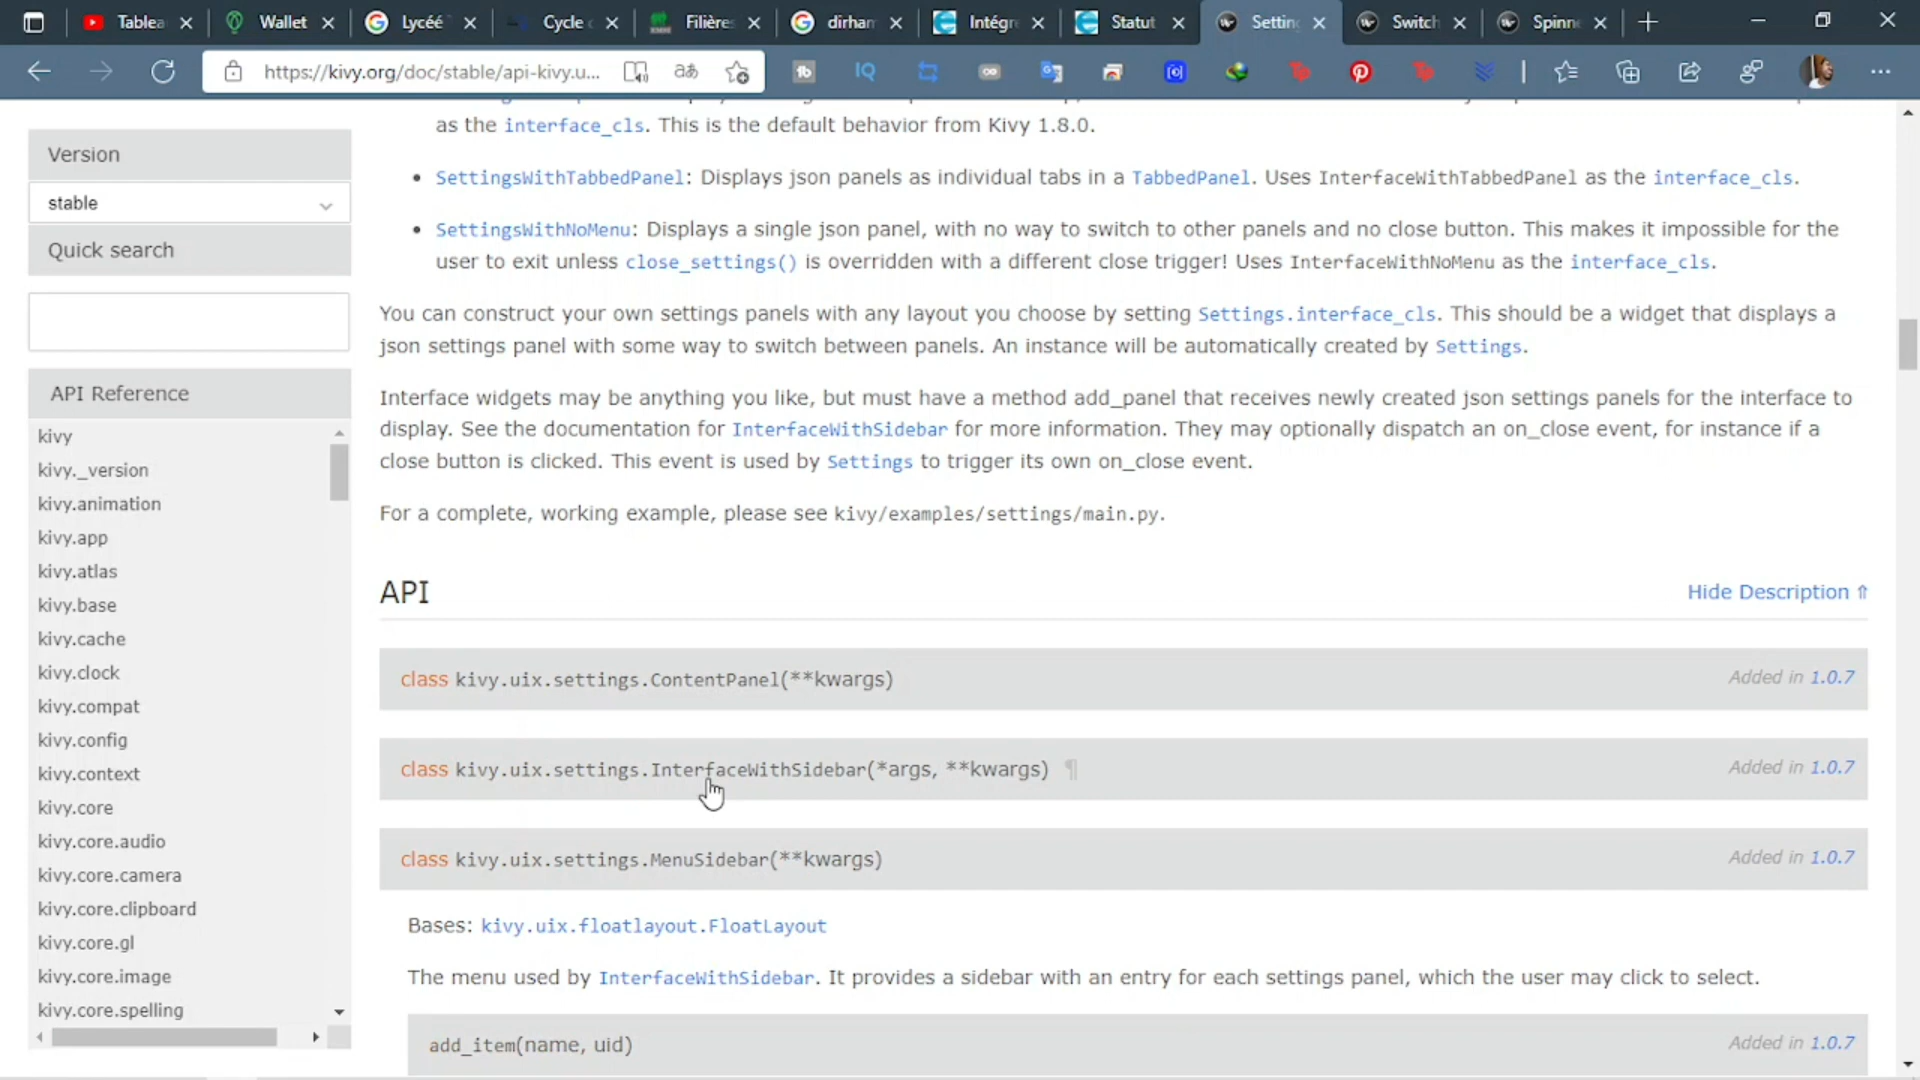 Tablea
Wallet
Lycéé
Cycle
Filières
dirham
Intégr
Statut
Setting
Switch
Spinne
https://kivy.org/doc/stable/api-kivy.u...
as the interface_cls. This is the default behavior from Kivy 1.8.0.
SettingsWithTabbedPanel: Displays json panels as individual tabs in a TabbedPanel. Uses InterfaceWithTabbedPanel as the interface_cls.
SettingsWithNoMenu: Displays a single json panel, with no way to switch to other panels and no close button. This makes it impossible for the
user to exit unless close_settings() is overridden with a different close trigger! Uses InterfaceWithNoMenu as the interface_cls.
You can construct your own settings panels with any layout you choose by setting Settings.interface_cls. This should be a widget that displays a
json settings panel with some way to switch between panels. An instance will be automatically created by Settings.
Interface widgets may be anything you like, but must have a method add_panel that receives newly created json settings panels for the interface to
display. See the documentation for InterfaceWithSidebar for more information. They may optionally dispatch an on_close event, for instance if a
close button is clicked. This event is used by Settings to trigger its own on_close event.
For a complete, working example, please see kivy/examples/settings/main.py.
API
Hide Description ⇑
class kivy.uix.settings.ContentPanel(**kwargs)
Added in 1.0.7
class kivy.uix.settings.InterfaceWithSidebar(*args, **kwargs) ¶
Added in 1.0.7
class kivy.uix.settings.MenuSidebar(**kwargs)
Added in 1.0.7
Bases: kivy.uix.floatlayout.FloatLayout
The menu used by InterfaceWithSidebar. It provides a sidebar with an entry for each settings panel, which the user may click to select.
add_item(name, uid)
Added in 1.0.7
Version
stable
Quick search
API Reference
kivy
kivy._version
kivy.animation
kivy.app
kivy.atlas
kivy.base
kivy.cache
kivy.clock
kivy.compat
kivy.config
kivy.context
kivy.core
kivy.core.audio
kivy.core.camera
kivy.core.clipboard
kivy.core.gl
kivy.core.image
kivy.core.spelling